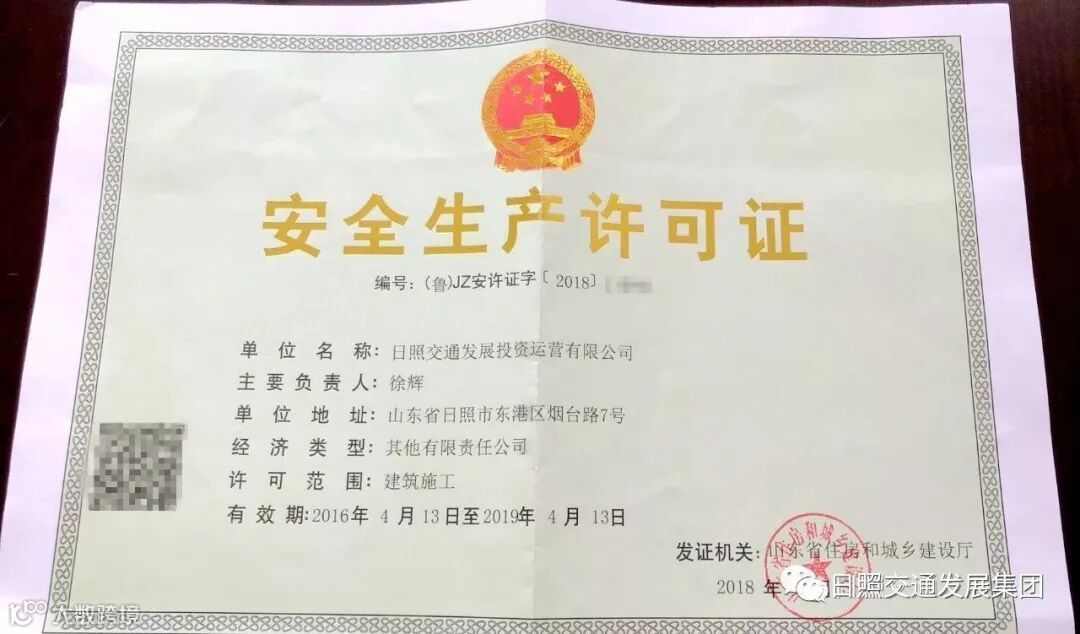 安全生产许可证
编号：(鲁)JZ安许证字〔2018〕
单位名称：日照交通发展投资运营有限公司
主要负责人：徐辉
单位地址：山东省日照市东港区烟台路7号
经济类型：其他有限责任公司
许可范围：建筑施工
有效期：2016年4月13日至2019年4月13日
发证机关：山东省住房和城乡建设厅
2018年
日照交通发展集团
大数跨境